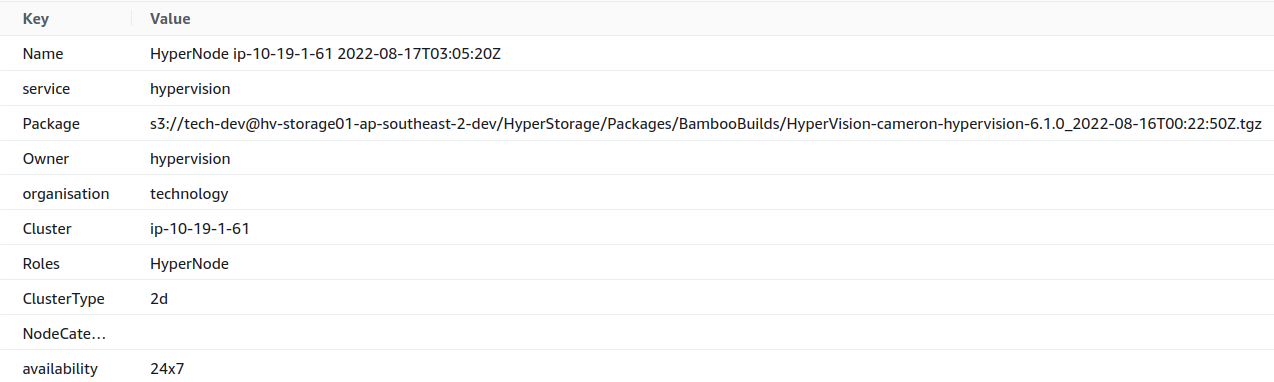 Key Value
Name HyperNode ip-10-19-1-61 2022-08-17T03:05:20Z
service hypervision
Package s3://tech-dev@hv-storage01-ap-southeast-2-dev/HyperStorage/Packages/BambooBuilds/HyperVision-cameron-hypervision-6.1.0_2022-08-16T00:22:50Z.tgz
Owner hypervision
organisation technology
Cluster ip-10-19-1-61
Roles HyperNode
ClusterType 2d
NodeCate…
availability 24x7